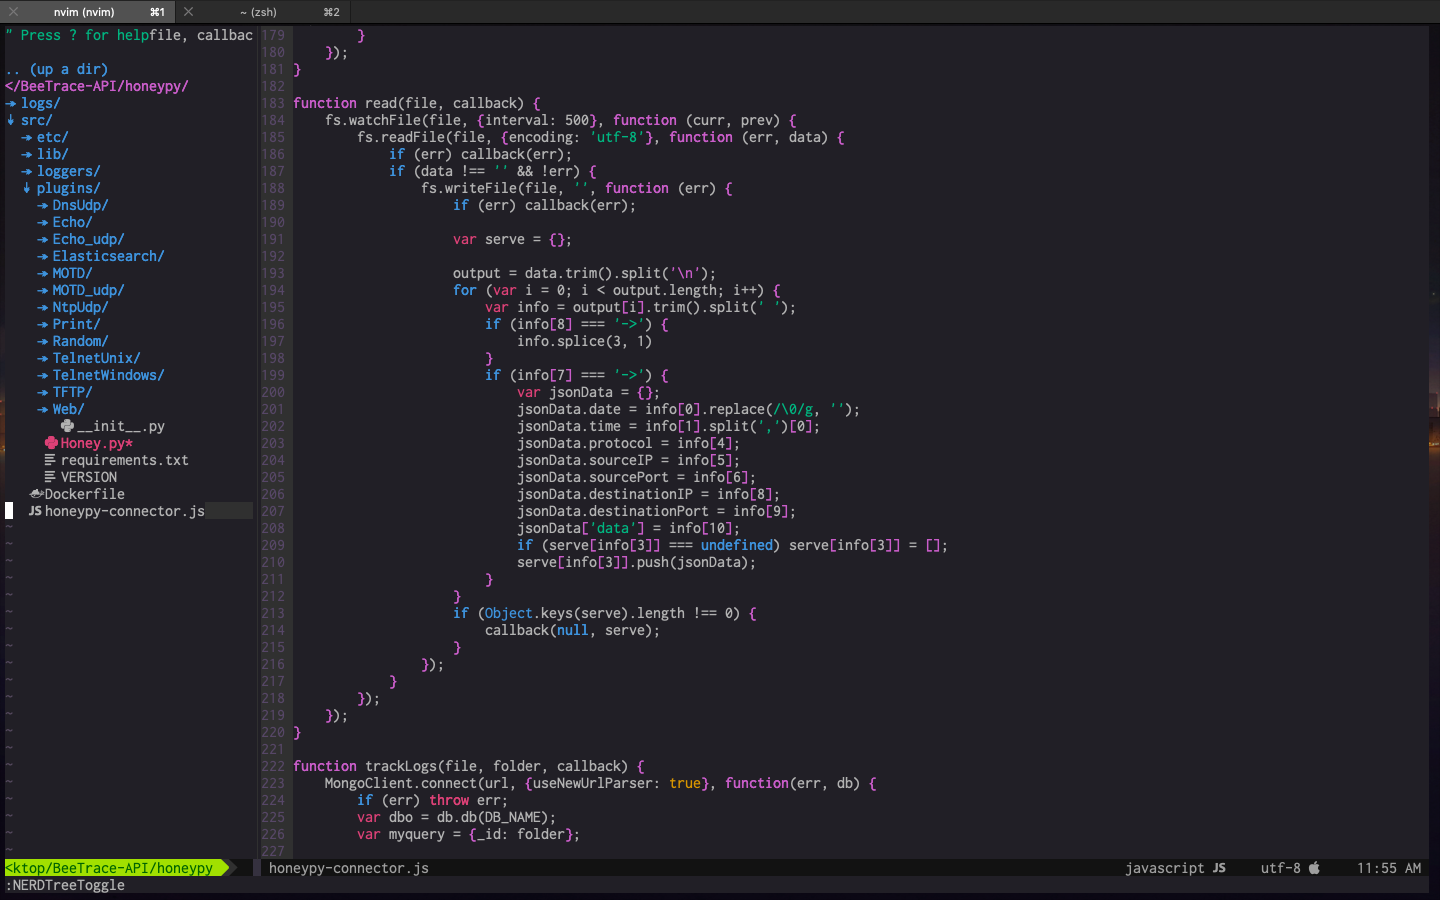 nvim (nvim) ⌘1
~ (zsh) ⌘2
" Press ? for helpfile, callbac
.. (up a dir)
</BeeTrace-API/honeypy/
logs/
src/
etc/
lib/
loggers/
plugins/
DnsUdp/
Echo/
Echo_udp/
Elasticsearch/
MOTD/
MOTD_udp/
NtpUdp/
Print/
Random/
TelnetUnix/
TelnetWindows/
TFTP/
Web/
__init__.py
Honey.py*
requirements.txt
VERSION
Dockerfile
JS honeypy-connector.js
179         }
180     });
181 }
182
183 function read(file, callback) {
184     fs.watchFile(file, {interval: 500}, function (curr, prev) {
185         fs.readFile(file, {encoding: 'utf-8'}, function (err, data) {
186             if (err) callback(err);
187             if (data !== '' && !err) {
188                 fs.writeFile(file, '', function (err) {
189                     if (err) callback(err);
190
191                     var serve = {};
192
193                     output = data.trim().split('\n');
194                     for (var i = 0; i < output.length; i++) {
195                         var info = output[i].trim().split(' ');
196                         if (info[8] === '->') {
197                             info.splice(3, 1)
198                         }
199                         if (info[7] === '->') {
200                             var jsonData = {};
201                             jsonData.date = info[0].replace(/\0/g, '');
202                             jsonData.time = info[1].split(',')[0];
203                             jsonData.protocol = info[4];
204                             jsonData.sourceIP = info[5];
205                             jsonData.sourcePort = info[6];
206                             jsonData.destinationIP = info[8];
207                             jsonData.destinationPort = info[9];
208                             jsonData['data'] = info[10];
209                             if (serve[info[3]] === undefined) serve[info[3]] = [];
210                             serve[info[3]].push(jsonData);
211                         }
212                     }
213                     if (Object.keys(serve).length !== 0) {
214                         callback(null, serve);
215                     }
216                 });
217             }
218         });
219     });
220 }
221
222 function trackLogs(file, folder, callback) {
223     MongoClient.connect(url, {useNewUrlParser: true}, function(err, db) {
224         if (err) throw err;
225         var dbo = db.db(DB_NAME);
226         var myquery = {_id: folder};
227
<ktop/BeeTrace-API/honeypy honeypy-connector.js javascript JS utf-8 11:55 AM
:NERDTreeToggle